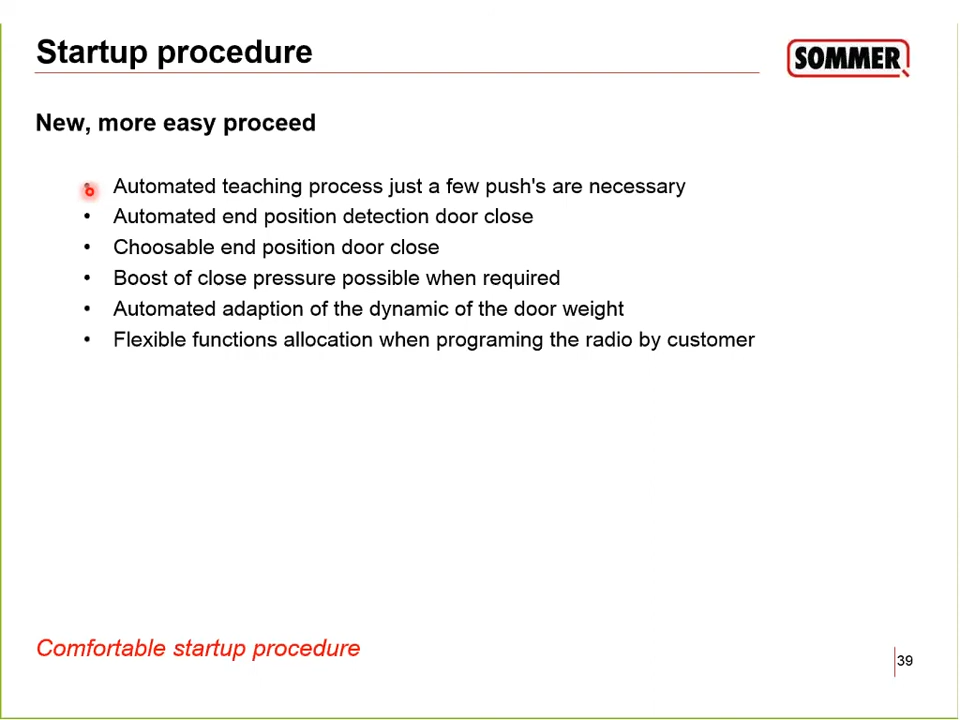 Startup procedure
SOMMER
New, more easy proceed
• Automated teaching process just a few push's are necessary
• Automated end position detection door close
• Choosable end position door close
• Boost of close pressure possible when required
• Automated adaption of the dynamic of the door weight
• Flexible functions allocation when programing the radio by customer
Comfortable startup procedure
39